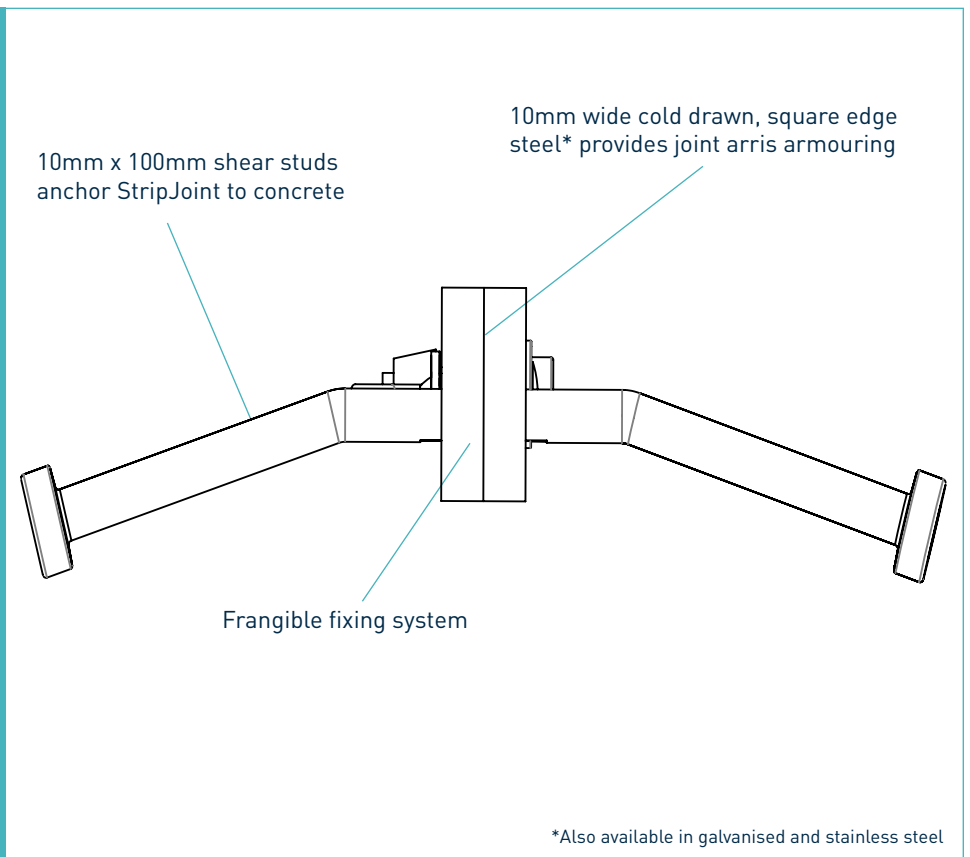 10mm wide cold drawn, square edge
steel* provides joint arris armouring
10mm x 100mm shear studs
anchor StripJoint to concrete
Frangible fixing system
*Also available in galvanised and stainless steel